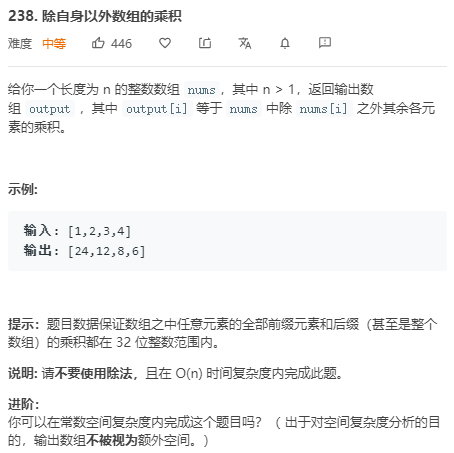 238. 除自身以外数组的乘积
难度 中等 446
给你一个长度为 n 的整数数组 nums，其中 n > 1，返回输出数
组 output ，其中 output[i] 等于 nums 中除 nums[i] 之外其余各元
素的乘积。
示例:
输入: [1,2,3,4]
输出: [24,12,8,6]
提示：题目数据保证数组之中任意元素的全部前缀元素和后缀（甚至是整个
数组）的乘积都在 32 位整数范围内。
说明: 请不要使用除法，且在 O(n) 时间复杂度内完成此题。
进阶：
你可以在常数空间复杂度内完成这个题目吗？（ 出于对空间复杂度分析的目
的，输出数组不被视为额外空间。）